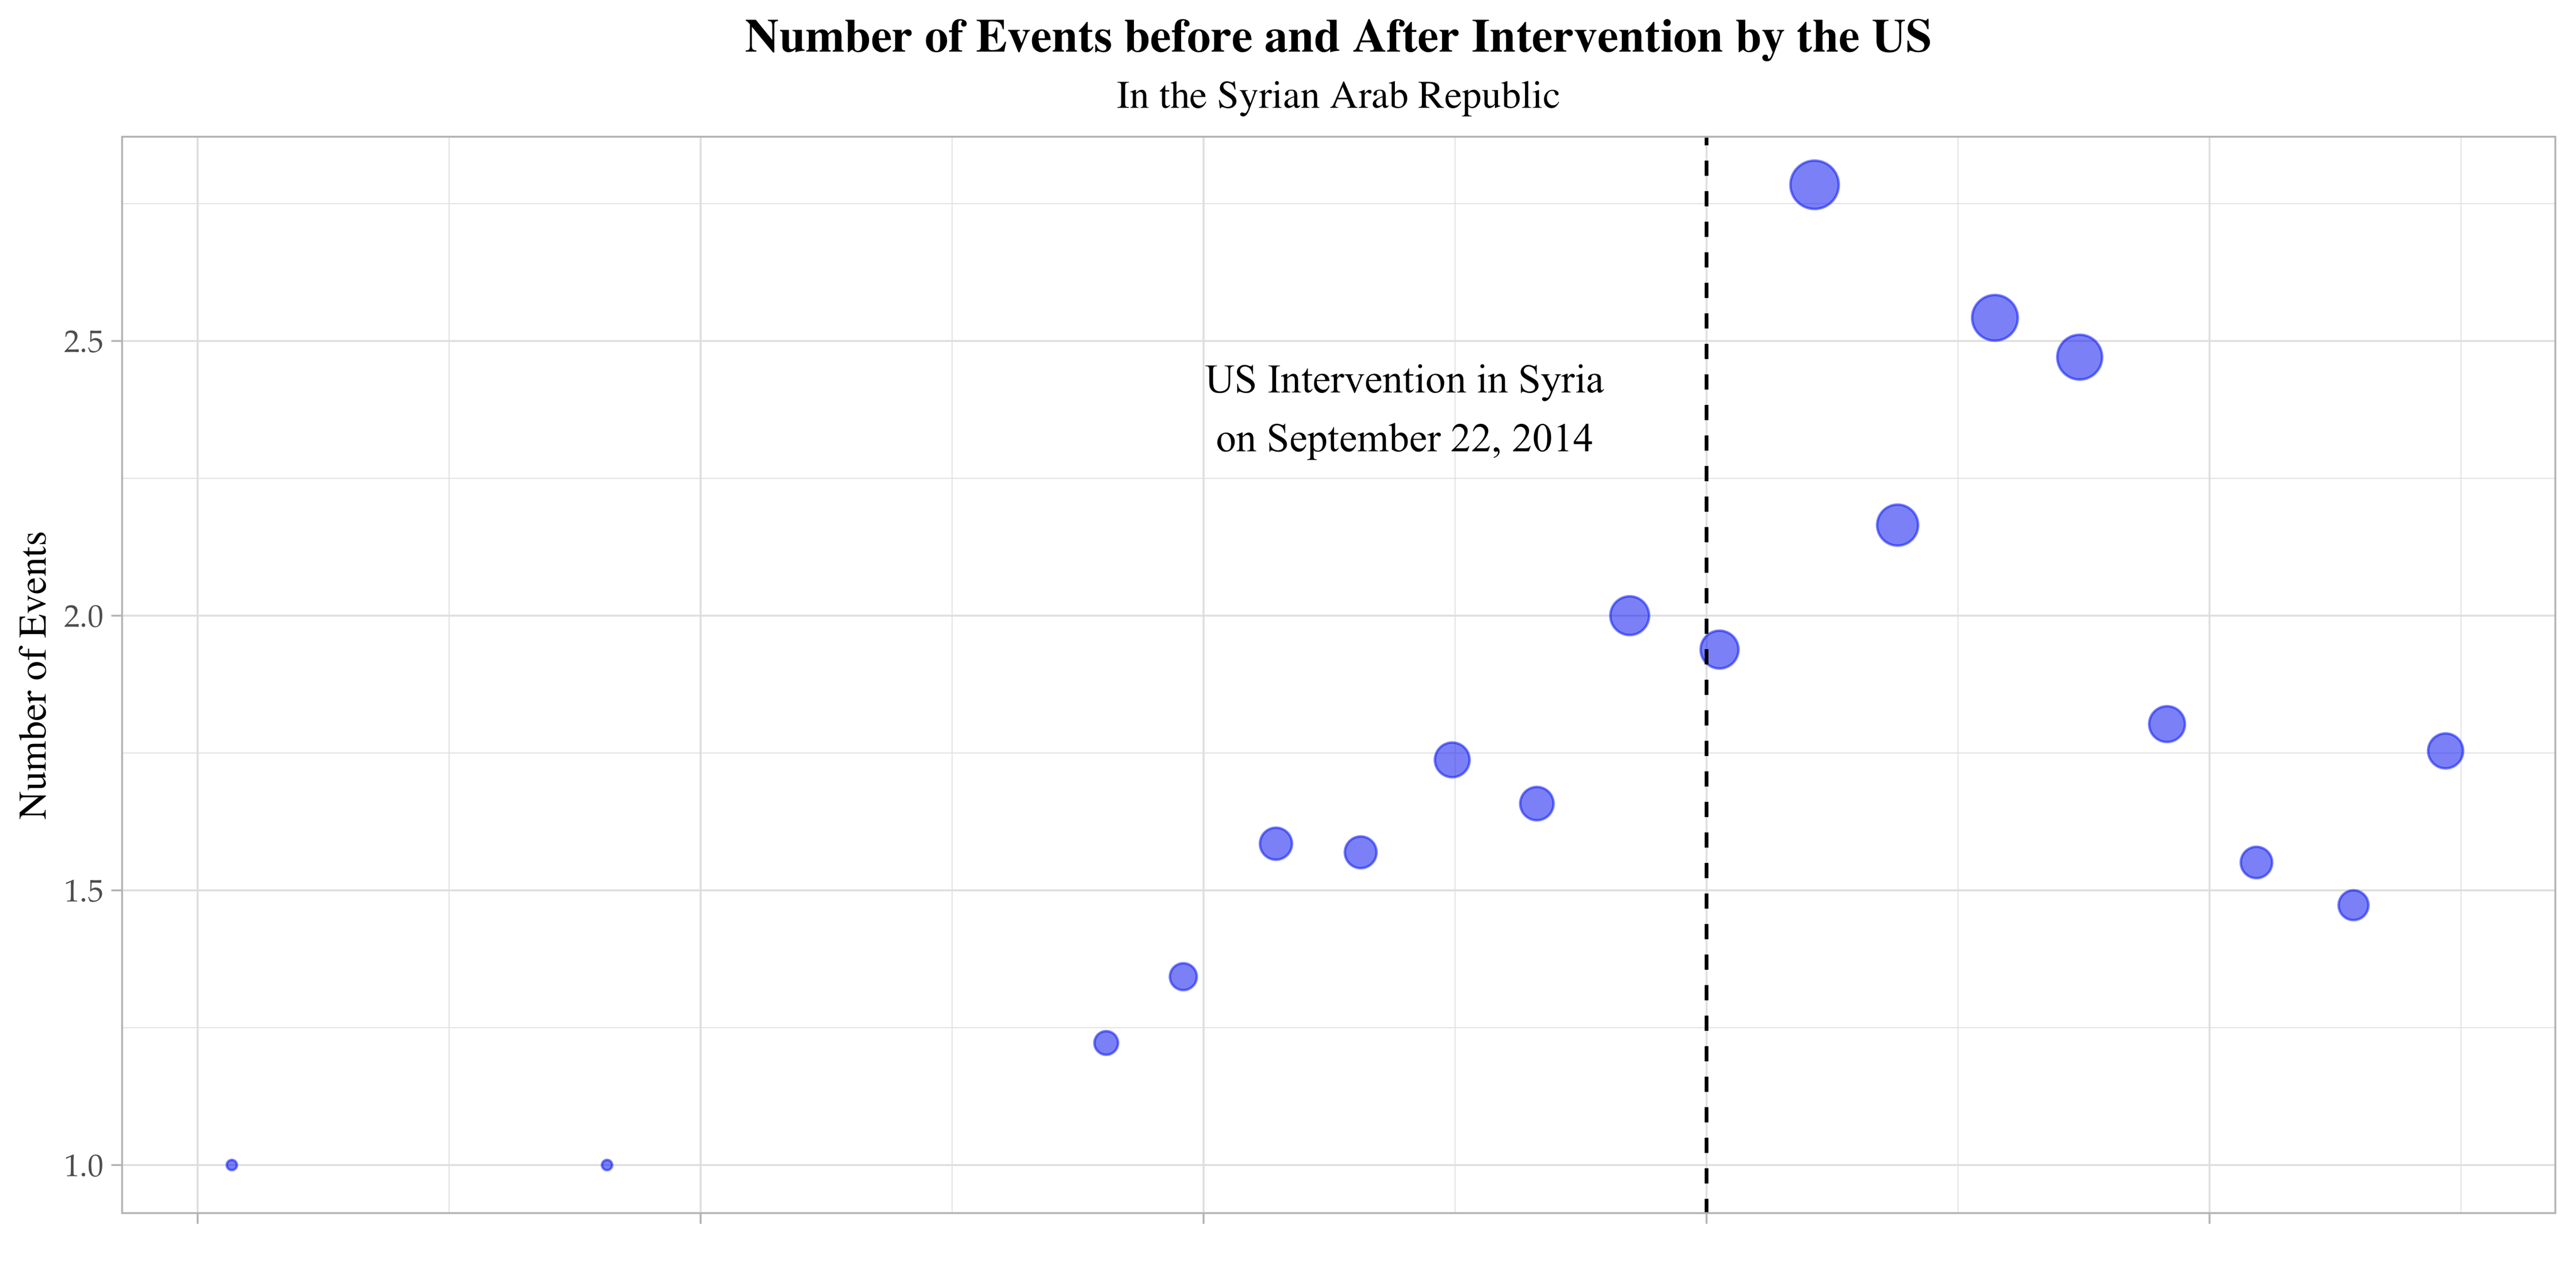 Number of Events before and After Intervention by the US
In the Syrian Arab Republic
Number of Events
2.5
2.0
1.5
1.0
US Intervention in Syria
on September 22, 2014